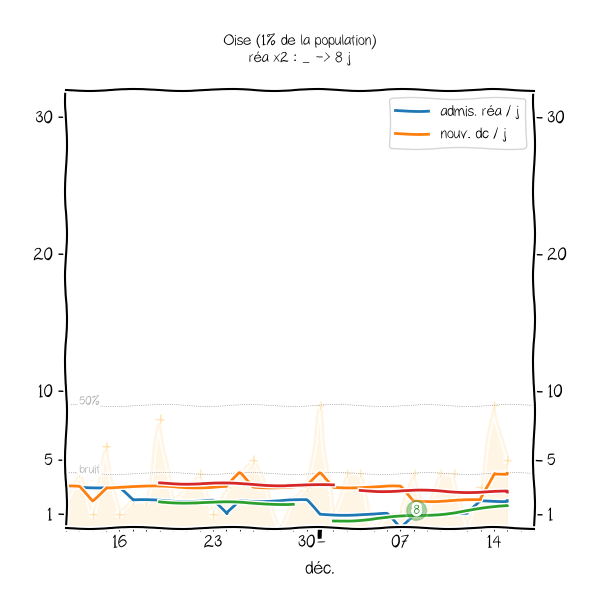 Oise (1% de la population)
réa x2 : _ -> 8 j
admis. réa / j
nouv. dc / j
30
30
20
20
10
10
50%
5
5
bruit
8
1
1
16
23
30
07
14
déc.